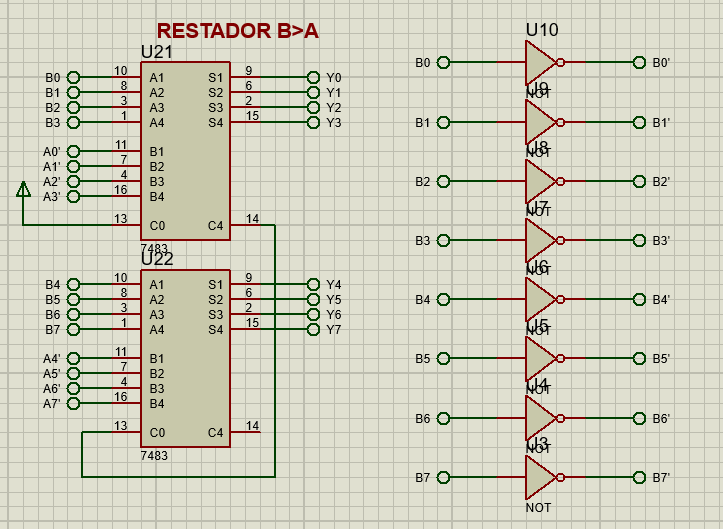 RESTADOR B>A
U21
B0 10 A1 S1 9 Y0
B1 8 A2 S2 6 Y1
B2 3 A3 S3 2 Y2
B3 1 A4 S4 15 Y3
A0' 11 B1
A1' 7 B2
A2' 4 B3
A3' 16 B4
13 C0 C4 14
7483
U22
B4 10 A1 S1 9 Y4
B5 8 A2 S2 6 Y5
B6 3 A3 S3 2 Y6
B7 1 A4 S4 15 Y7
A4' 11 B1
A5' 7 B2
A6' 4 B3
A7' 16 B4
13 C0 C4 14
7483
U10
B0 B0'
NOT
U9
B1 B1'
NOT
U8
B2 B2'
NOT
U7
B3 B3'
NOT
U6
B4 B4'
NOT
U5
B5 B5'
NOT
U4
B6 B6'
NOT
U3
B7 B7'
NOT